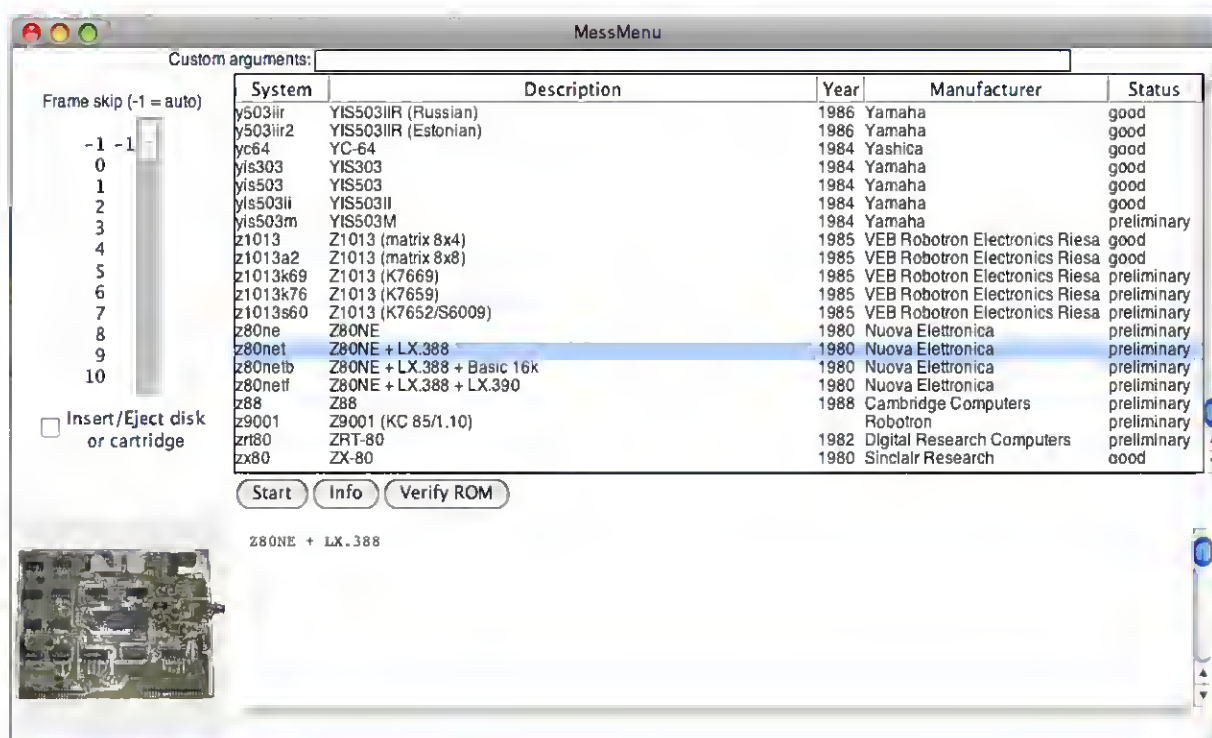 MessMenu
Custom arguments:
Frame skip (-1 = auto)
-1 -1
0
1
2
3
4
5
6
7
8
9
10
Insert/Eject disk
or cartridge
System Description Year Manufacturer Status
y503iir YIS503IIR (Russian) 1986 Yamaha good
y503iir2 YIS503IIR (Estonian) 1986 Yamaha good
yc64 YC-64 1984 Yashica good
yis303 YIS303 1984 Yamaha good
yis503 YIS503 1984 Yamaha good
yis503ii YIS503II 1984 Yamaha good
yis503m YIS503M 1984 Yamaha preliminary
z1013 Z1013 (matrix 8x4) 1985 VEB Robotron Electronics Riesa good
z1013a2 Z1013 (matrix 8x8) 1985 VEB Robotron Electronics Riesa good
z1013k69 Z1013 (K7669) 1985 VEB Robotron Electronics Riesa preliminary
z1013k76 Z1013 (K7659) 1985 VEB Robotron Electronics Riesa preliminary
z1013s60 Z1013 (K7652/S6009) 1985 VEB Robotron Electronics Riesa preliminary
z80ne Z80NE 1980 Nuova Elettronica preliminary
z80net Z80NE + LX.388 1980 Nuova Elettronica preliminary
z80netb Z80NE + LX.388 + Basic 16k 1980 Nuova Elettronica preliminary
z80netf Z80NE + LX.388 + LX.390 1980 Nuova Elettronica preliminary
z88 Z88 1988 Cambridge Computers preliminary
z9001 Z9001 (KC 85/1.10) Robotron preliminary
zrt80 ZRT-80 1982 Digital Research Computers preliminary
zx80 ZX-80 1980 Sinclair Research good
Start Info Verify ROM
Z80NE + LX.388